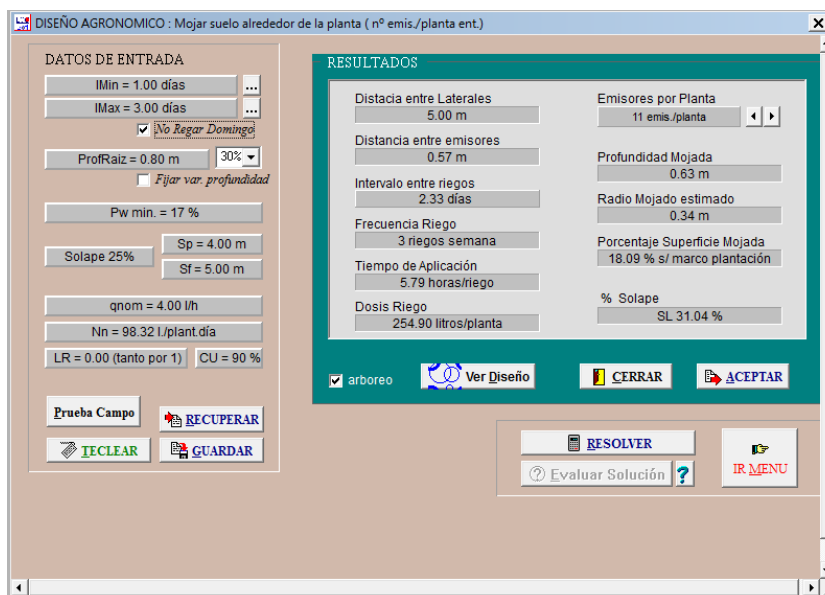 DISEÑO AGRONOMICO : Mojar suelo alrededor de la planta ( nº emis./planta ent.)
DATOS DE ENTRADA
IMin = 1.00 días
...
IMax = 3.00 días
...
No Regar Domingo
ProfRaiz = 0.80 m
30%
Fijar var. profundidad
Pw min. = 17 %
Solape 25%
Sp = 4.00 m
Sf = 5.00 m
qnom = 4.00 l/h
Nn = 98.32 l./plant.día
LR = 0.00 (tanto por 1)
CU = 90 %
Prueba Campo
RECUPERAR
TECLEAR
GUARDAR
RESULTADOS
Distacia entre Laterales
5.00 m
Distancia entre emisores
0.57 m
Intervalo entre riegos
2.33 días
Frecuencia Riego
3 riegos semana
Tiempo de Aplicación
5.79 horas/riego
Dosis Riego
254.90 litros/planta
Emisores por Planta
11 emis./planta
Profundidad Mojada
0.63 m
Radio Mojado estimado
0.34 m
Porcentaje Superficie Mojada
18.09 % s/ marco plantación
% Solape
SL 31.04 %
arboreo
Ver Diseño
CERRAR
ACEPTAR
RESOLVER
? Evaluar Solución
?
IR MENU